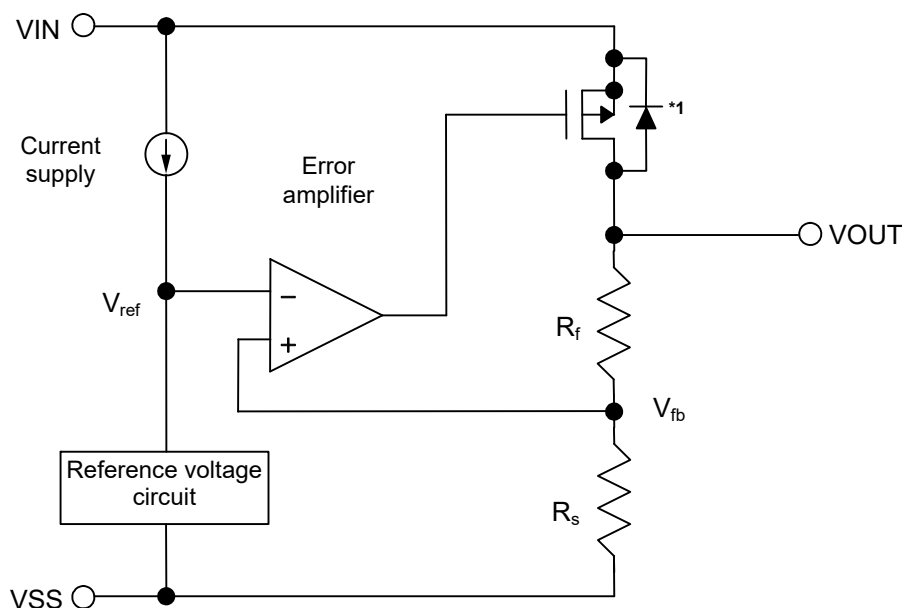 VIN
*1
Current
supply
Error
amplifier
VOUT
Vref
−
+
Rf
Vfb
Reference voltage
circuit
Rs
VSS